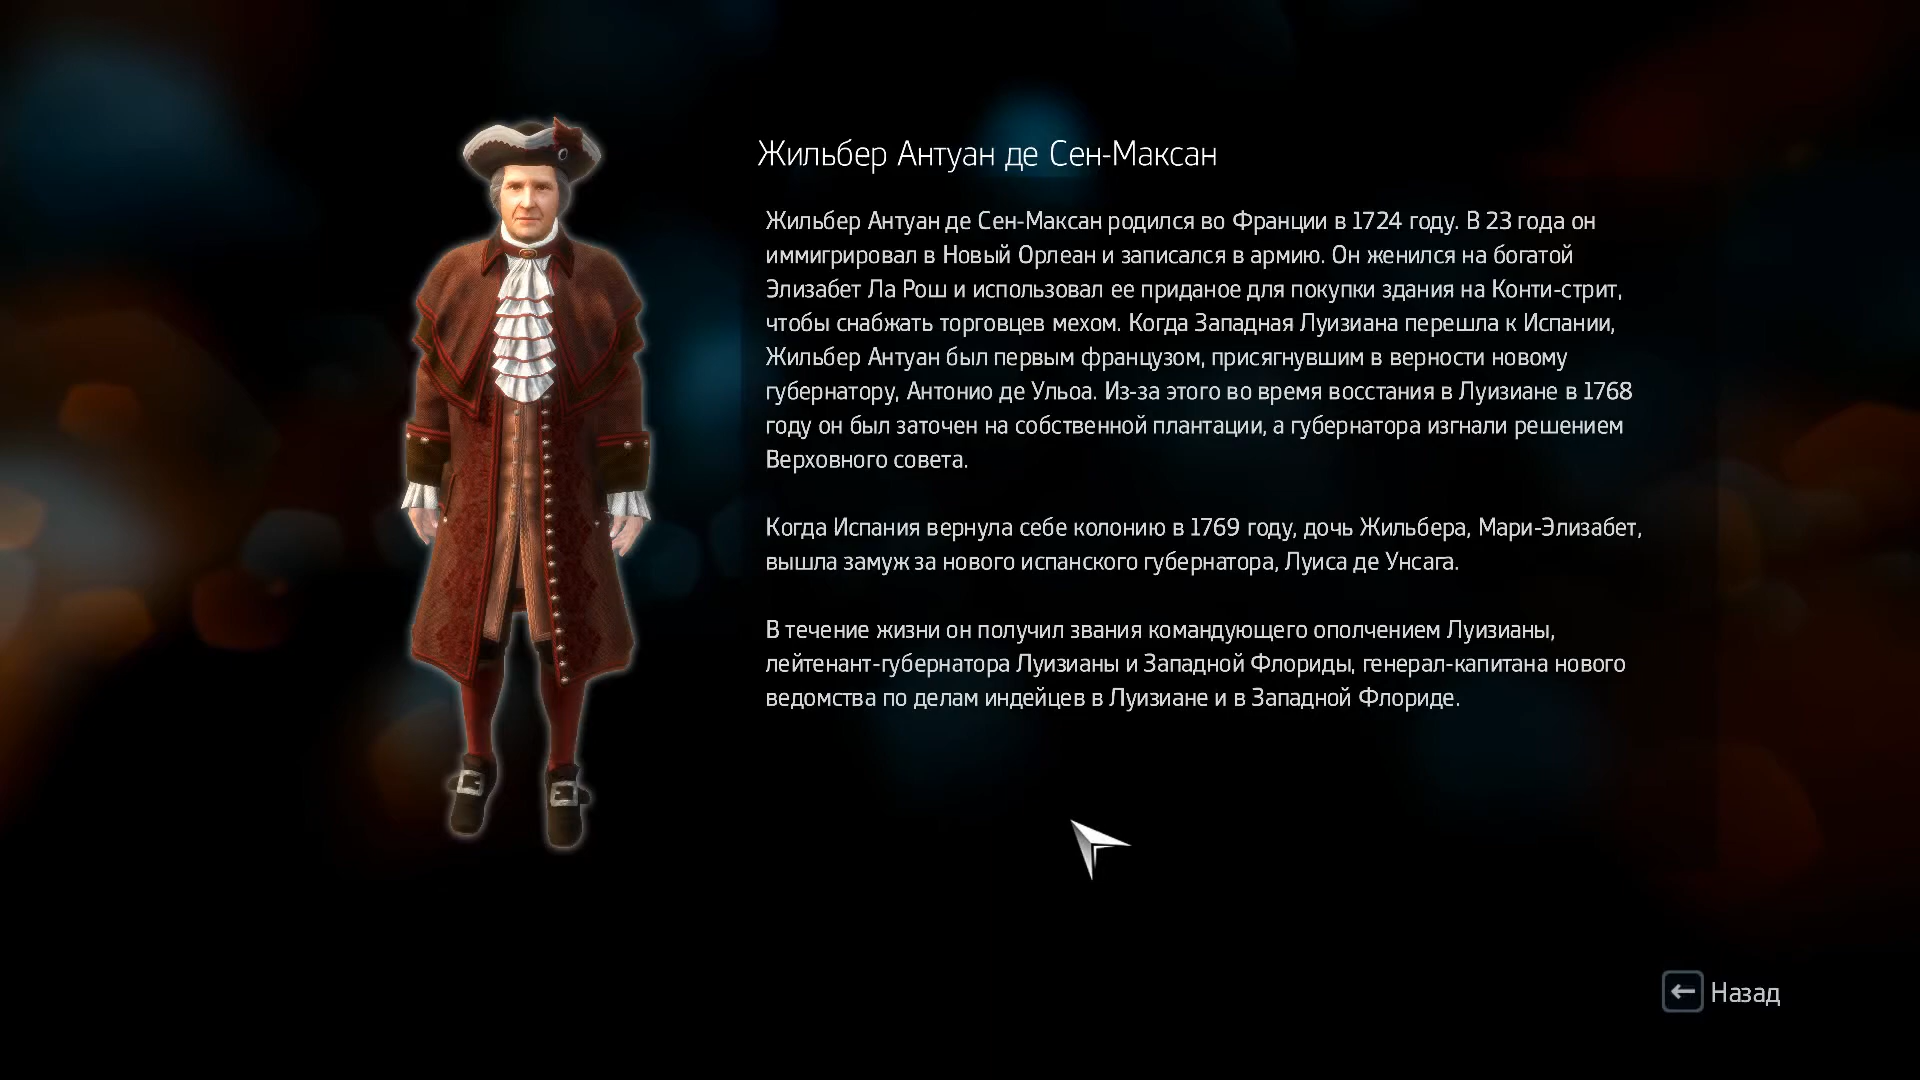 Жильбер Антуан де Сен-Максан
Жильбер Антуан де Сен-Максан родился во Франции в 1724 году. В 23 года он
иммигрировал в Новый Орлеан и записался в армию. Он женился на богатой
Элизабет Ла Рош и использовал ее приданое для покупки здания на Конти-стрит,
чтобы снабжать торговцев мехом. Когда Западная Луизиана перешла к Испании,
Жильбер Антуан был первым французом, присягнувшим в верности новому
губернатору, Антонио де Ульоа. Из-за этого во время восстания в Луизиане в 1768
году он был заточен на собственной плантации, а губернатора изгнали решением
Верховного совета.
Когда Испания вернула себе колонию в 1769 году, дочь Жильбера, Мари-Элизабет,
вышла замуж за нового испанского губернатора, Луиса де Унсага.
В течение жизни он получил звания командующего ополчением Луизианы,
лейтенант-губернатора Луизианы и Западной Флориды, генерал-капитана нового
ведомства по делам индейцев в Луизиане и в Западной Флориде.
Назад